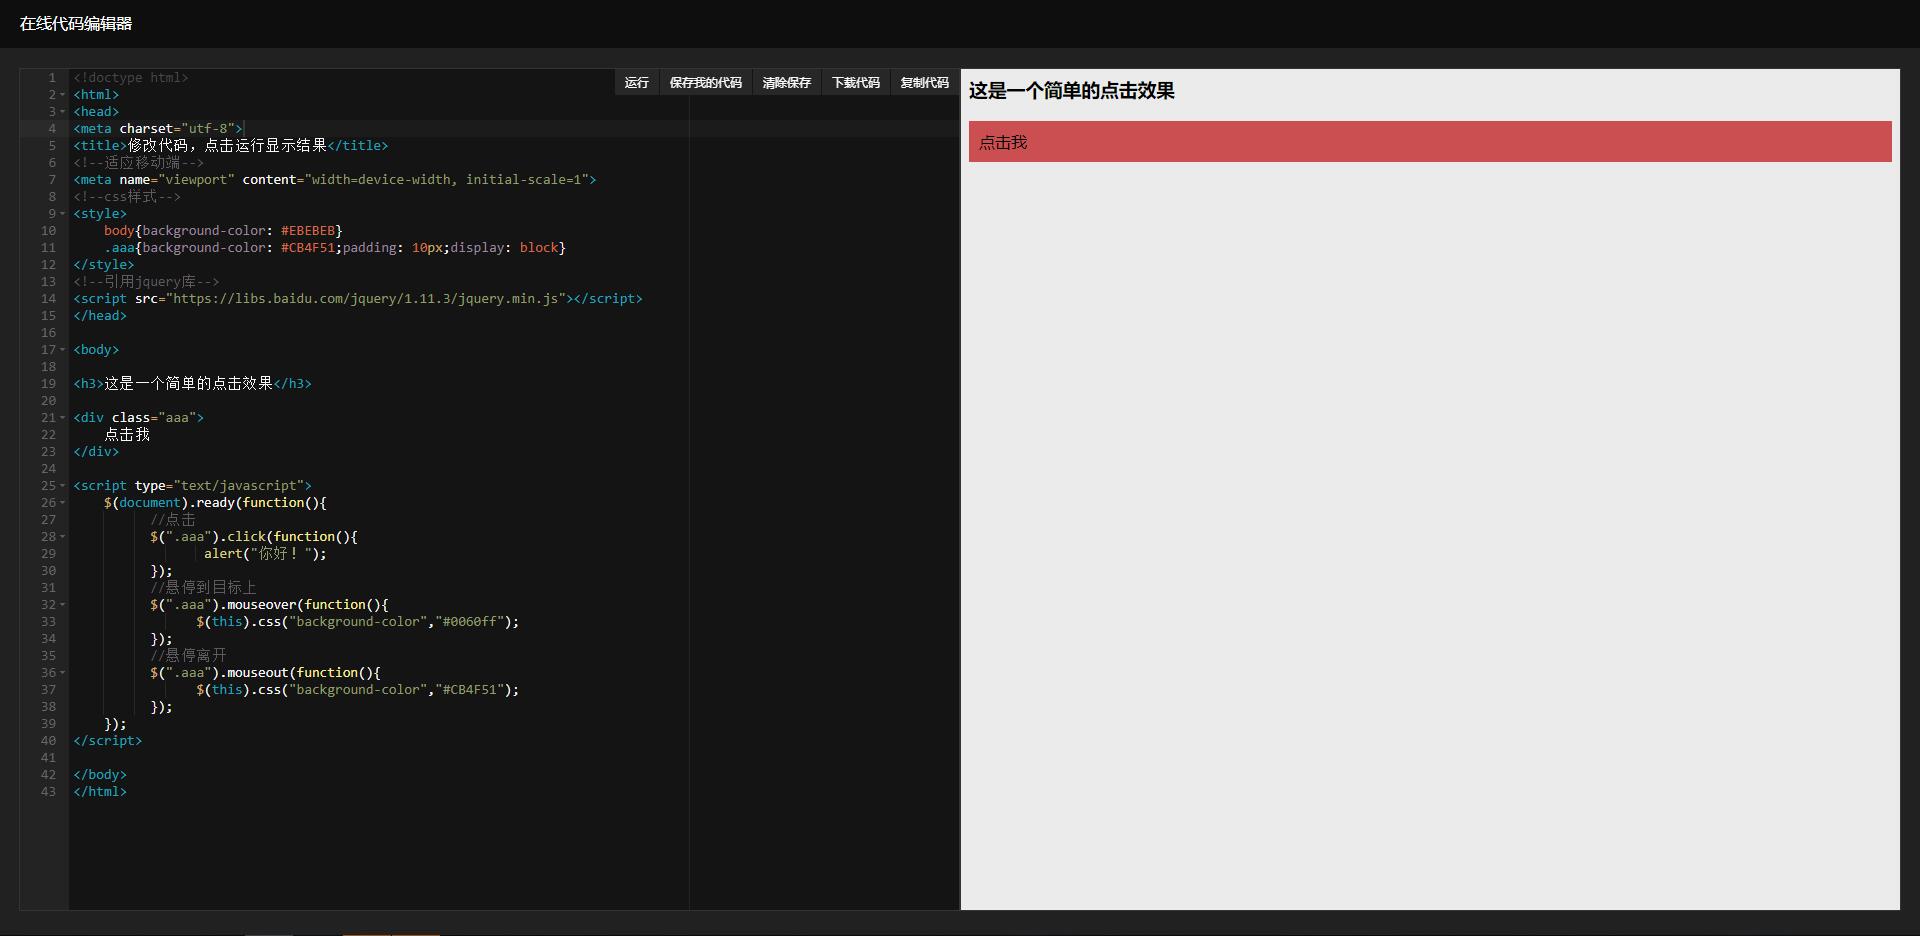 在线代码编辑器
运行 保存我的代码 清除保存 下载代码 复制代码
1 <!doctype html>
2 <html>
3 <head>
4 <meta charset="utf-8">
5 <title>修改代码，点击运行显示结果</title>
6 <!--适应移动端-->
7 <meta name="viewport" content="width=device-width, initial-scale=1">
8 <!--css样式-->
9 <style>
10     body{background-color: #EBEBEB}
11     .aaa{background-color: #CB4F51;padding: 10px;display: block}
12 </style>
13 <!--引用jquery库-->
14 <script src="https://libs.baidu.com/jquery/1.11.3/jquery.min.js"></script>
15 </head>
16
17 <body>
18
19 <h3>这是一个简单的点击效果</h3>
20
21 <div class="aaa">
22     点击我
23 </div>
24
25 <script type="text/javascript">
26     $(document).ready(function(){
27           //点击
28           $(".aaa").click(function(){
29                  alert("你好！");
30           });
31           //悬停到目标上
32           $(".aaa").mouseover(function(){
33                 $(this).css("background-color","#0060ff");
34           });
35           //悬停离开
36           $(".aaa").mouseout(function(){
37                 $(this).css("background-color","#CB4F51");
38           });
39     });
40 </script>
41
42 </body>
43 </html>
这是一个简单的点击效果
点击我